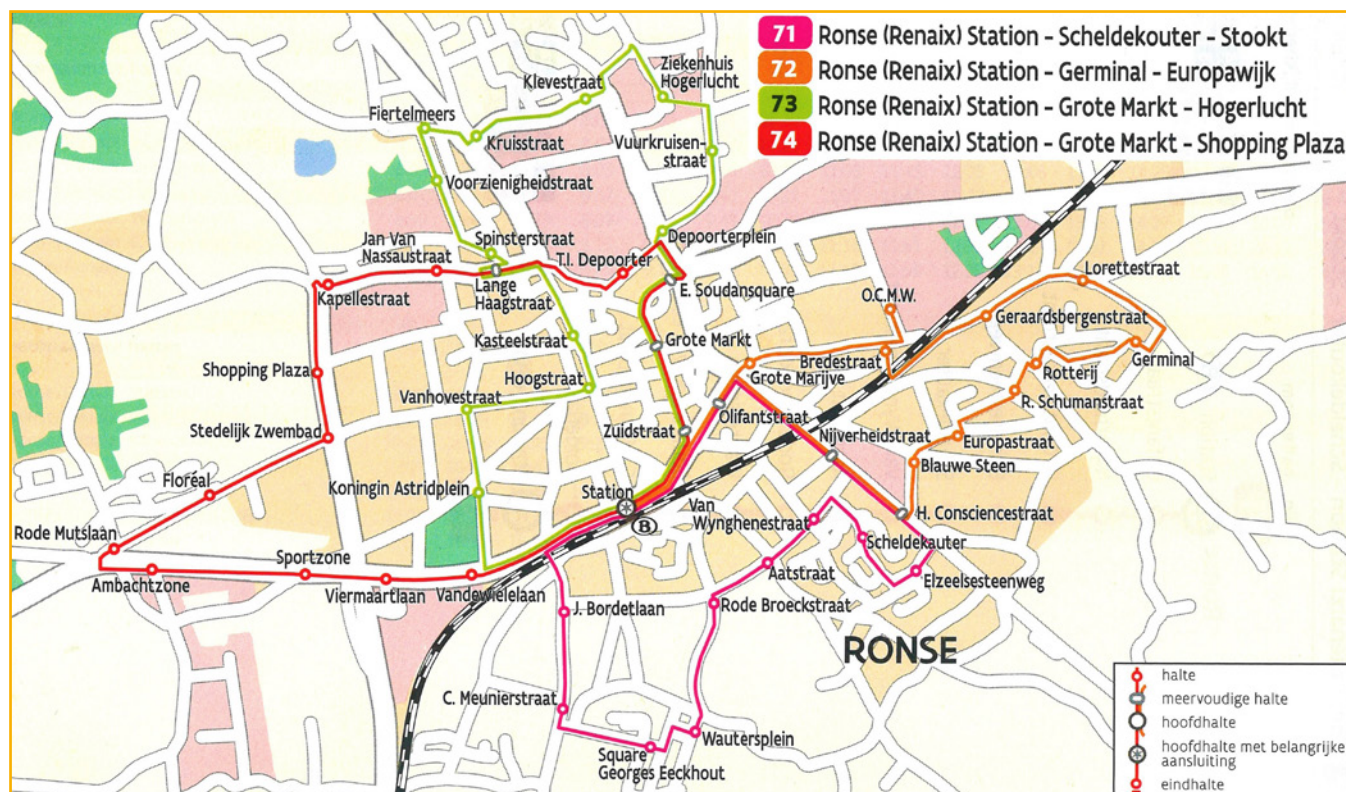 71 Ronse (Renaix) Station - Scheldekouter - Stookt
72 Ronse (Renaix) Station - Germinal - Europawijk
73 Ronse (Renaix) Station - Grote Markt - Hogerlucht
74 Ronse (Renaix) Station - Grote Markt - Shopping Plaza
Ziekenhuis
Hogerlucht
Klevestraat
Fiertelmeers
Kruisstraat
Vuurkruisen-
straat
Voorzienigheidstraat
Jan Van
Nassaustraat
Spinsterstraat
Depoorterplein
T.I. Depoorter
Kapellestraat
Lange
Haagstraat
E. Soudansquare
O.C.M.W.
Lorettestraat
Geraardsbergenstraat
Kasteelstraat
Grote Markt
Bredestraat
Germinal
Shopping Plaza
Grote Marijve
Rotterij
Hoogstraat
R. Schumanstraat
Vanhovestraat
Olifantstraat
Stedelijk Zwembad
Zuidstraat
Nijverheidstraat
Europastraat
Blauwe Steen
Floréal
Koningin Astridplein
Station
B
Van
Wynghenestraat
H. Consciencestraat
Rode Mutslaan
Scheldekauter
Sportzone
Aatstraat
Elzeelsesteenweg
Ambachtzone
Viermaartlaan
Vandewielelaan
J. Bordetlaan
Rode Broeckstraat
RONSE
C. Meunierstraat
Wautersplein
Square
Georges Eeckhout
halte
meervoudige halte
hoofdhalte
hoofdhalte met belangrijke
aansluiting
eindhalte